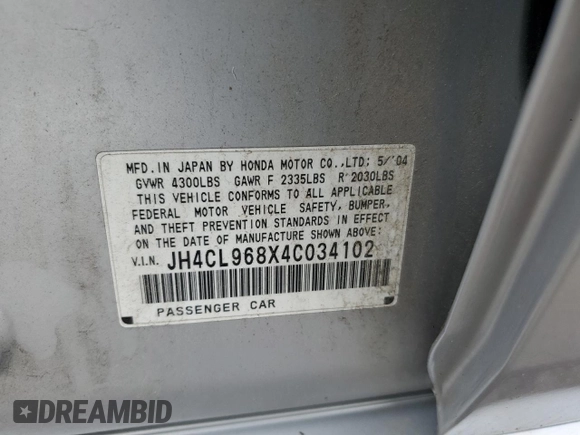 MFD. IN JAPAN BY HONDA MOTOR CO.,LTD: 5/'04
GVWR 4300LBS GAWR F 2335LBS R 2030LBS
THIS VEHICLE CONFORMS TO ALL APPLICABLE
FEDERAL MOTOR VEHICLE SAFETY, BUMPER,
AND THEFT PREVENTION STANDARDS IN EFFECT
ON THE DATE OF MANUFACTURE SHOWN ABOVE:
V.I.N. JH4CL968X4C034102
PASSENGER CAR
DREAMBID